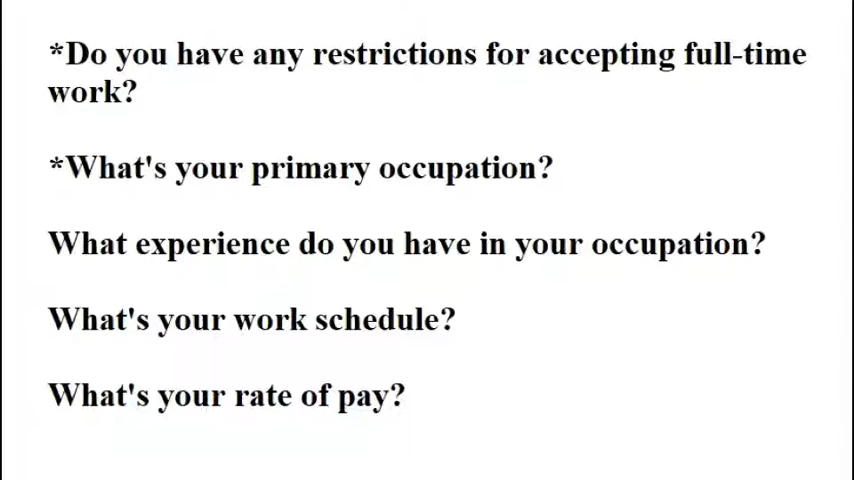 *Do you have any restrictions for accepting full-time
work?
*What's your primary occupation?
What experience do you have in your occupation?
What's your work schedule?
What's your rate of pay?